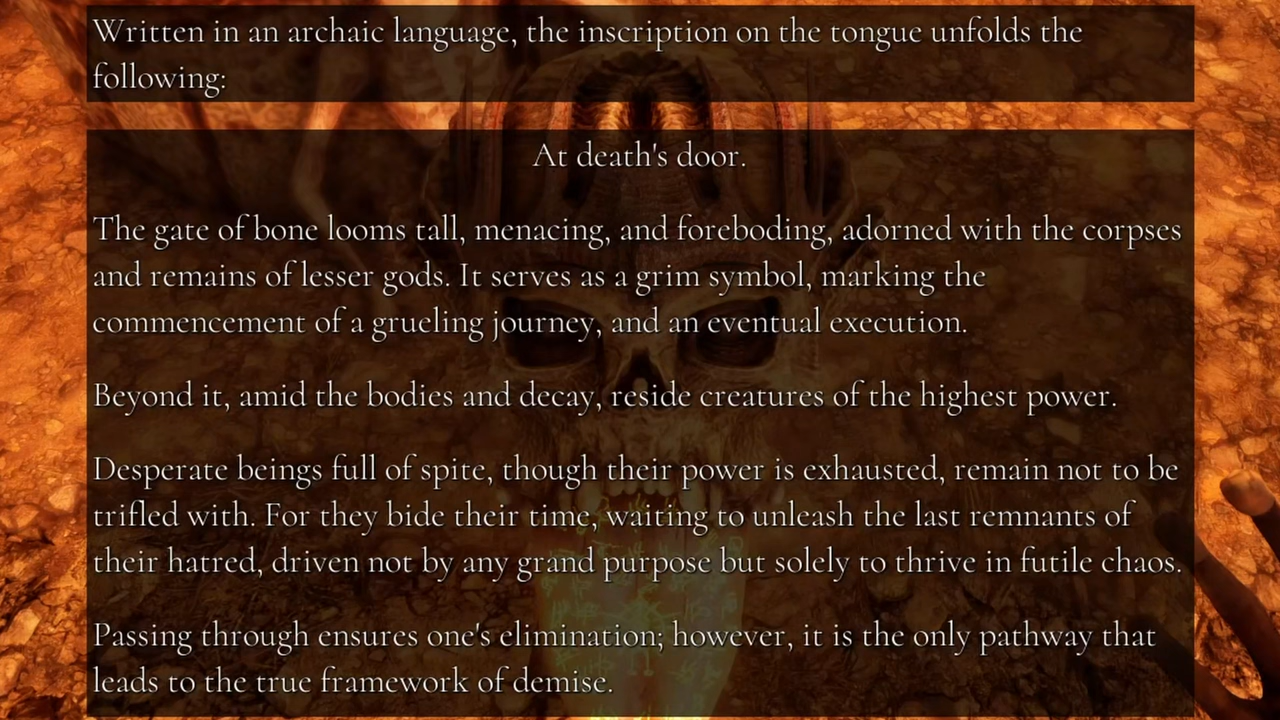 Written in an archaic language, the inscription on the tongue unfolds the
following:
At death's door.
The gate of bone looms tall, menacing, and foreboding, adorned with the corpses
and remains of lesser gods. It serves as a grim symbol, marking the
commencement of a grueling journey, and an eventual execution.
Beyond it, amid the bodies and decay, reside creatures of the highest power.
Desperate beings full of spite, though their power is exhausted, remain not to be
trifled with. For they bide their time, waiting to unleash the last remnants of
their hatred, driven not by any grand purpose but solely to thrive in futile chaos.
Passing through ensures one's elimination; however, it is the only pathway that
leads to the true framework of demise.